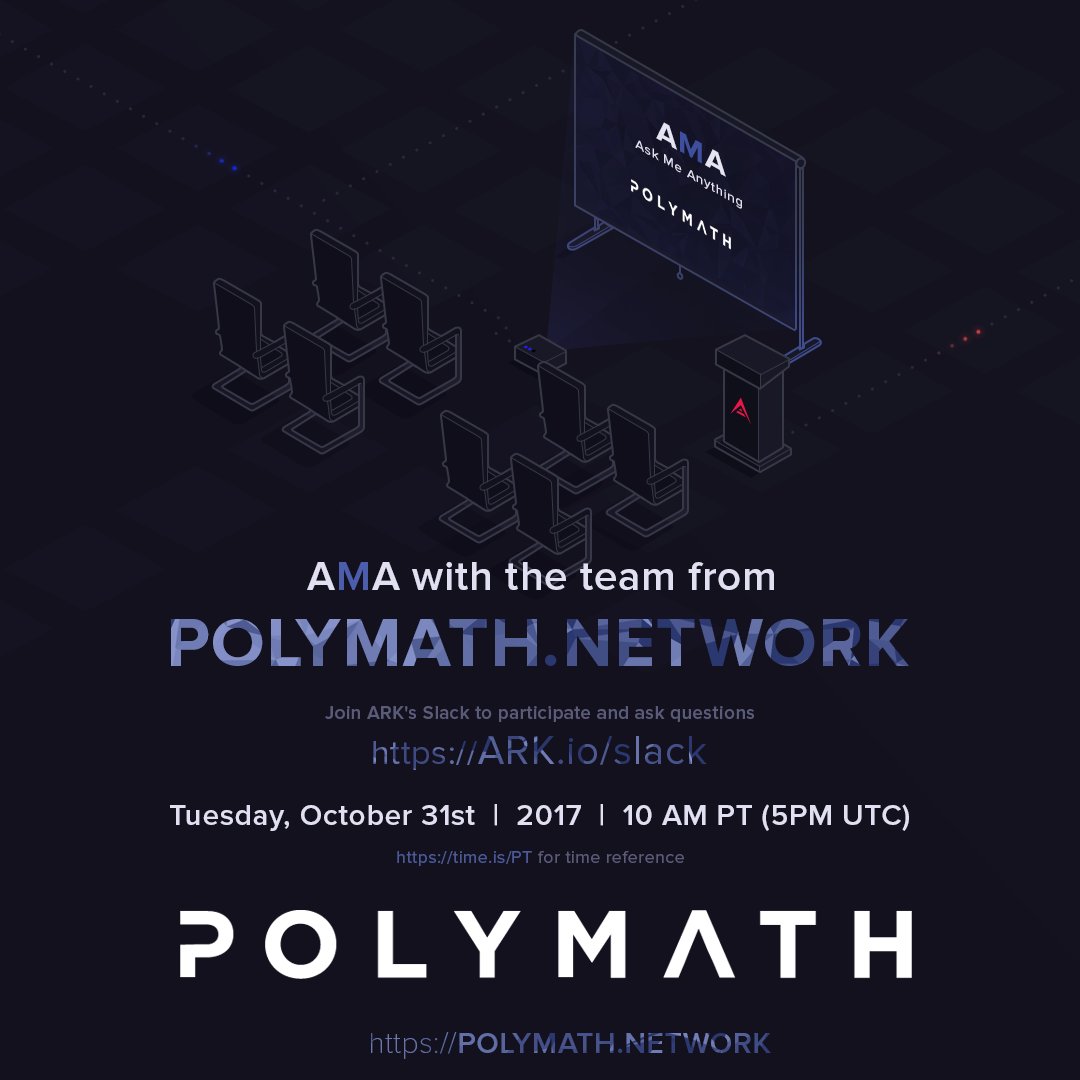 AMA
Ask Me Anything
POLYMATH
AMA with the team from
POLYMATH.NETWORK
Join ARK's Slack to participate and ask questions
https://ARK.io/slack
Tuesday, October 31st | 2017 | 10 AM PT (5PM UTC)
https://time.is/PT for time reference
POLYMATH
https://POLYMATH.NETWORK